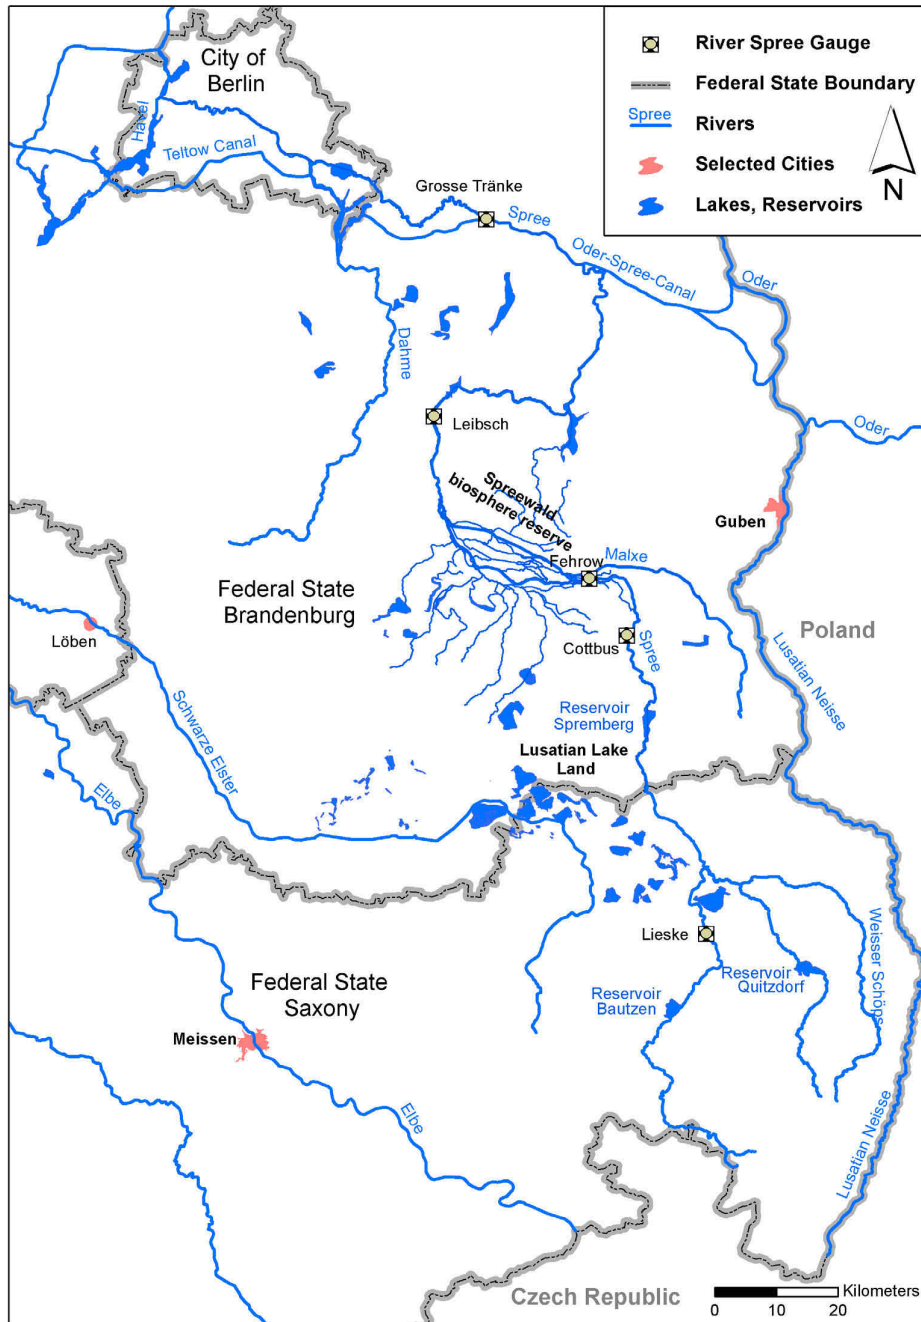 City of
Berlin
River Spree Gauge
Federal State Boundary
Spree
Rivers
Selected Cities
Lakes, Reservoirs
N
Havel
Teltow Canal
Grosse Tränke
Spree
Oder-Spree-Canal
Oder
Dahme
Leibsch
Oder
Spreewald
biosphere reserve
Guben
Fehrow
Malxe
Federal State
Brandenburg
Löben
Cottbus
Spree
Poland
Lusatian Neisse
Schwarze Elster
Reservoir
Spremberg
Lusatian Lake
Land
Elbe
Lieske
Weisser Schöps
Reservoir
Quitzdorf
Reservoir
Bautzen
Federal State
Saxony
Meissen
Elbe
Lusatian Neisse
Czech Republic
Kilometers
0
10
20